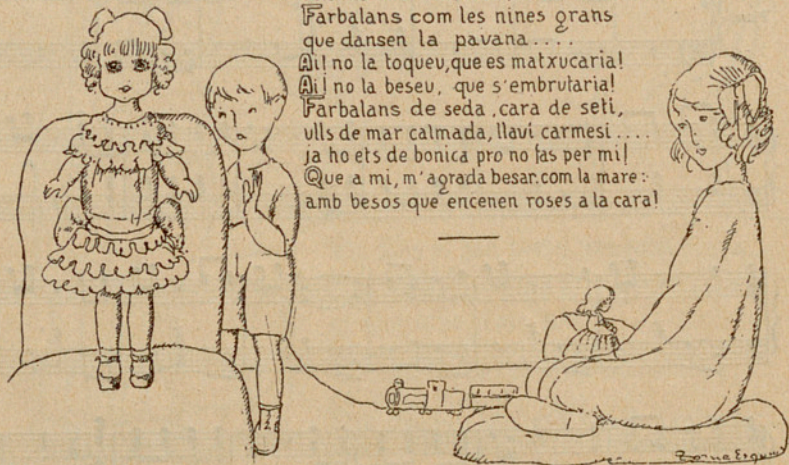 Farbalans com les nines grans
que dansen la pavana....
Ai! no la toqueu, que es matxucaria!
Ai! no la beseu, que s'embrutaria!
Farbalans de seda, cara de setí,
ulls de mar calmada, llavi carmesí....
ja ho ets de bonica pro no fas per mi!
Que a mi, m'agrada besar com la mare:
amb besos que encenen roses a la cara!